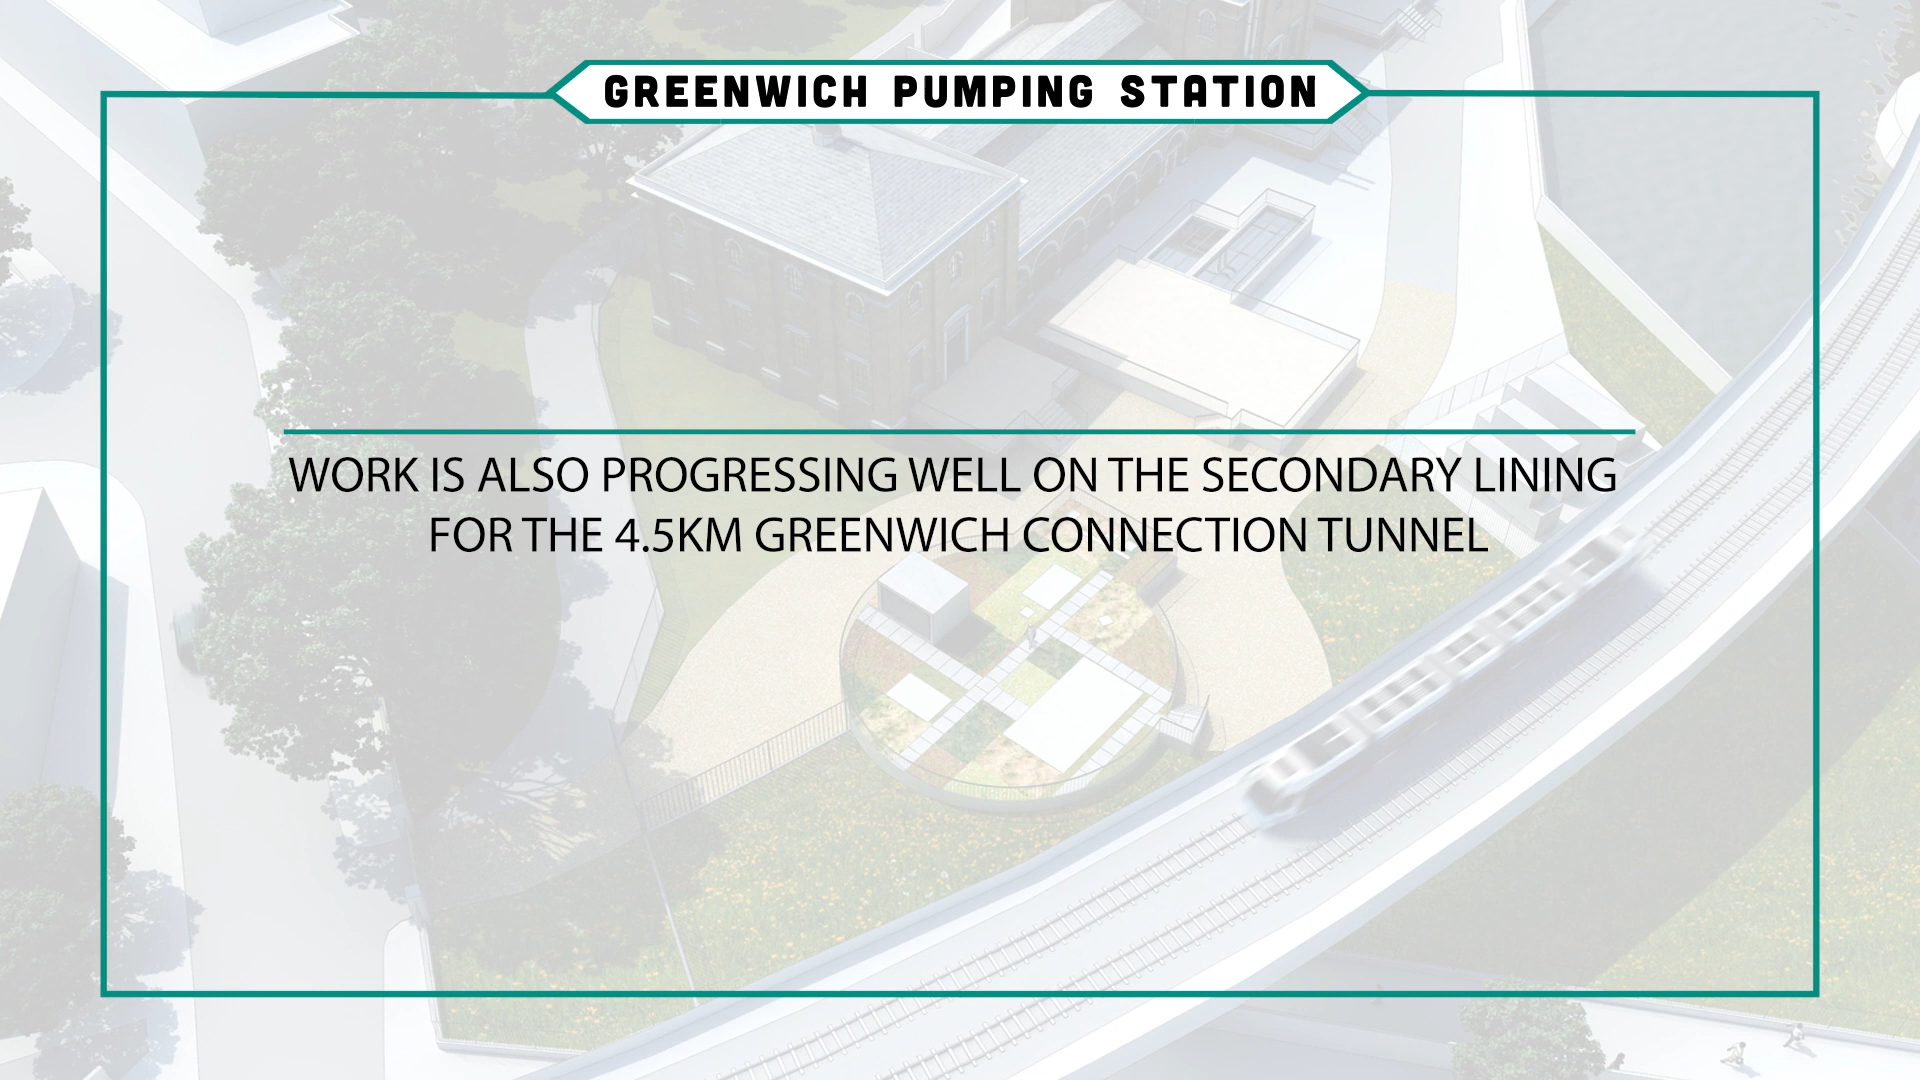 GREENWICH PUMPING STATION
WORK IS ALSO PROGRESSING WELL ON THE SECONDARY LINING
FOR THE 4.5KM GREENWICH CONNECTION TUNNEL